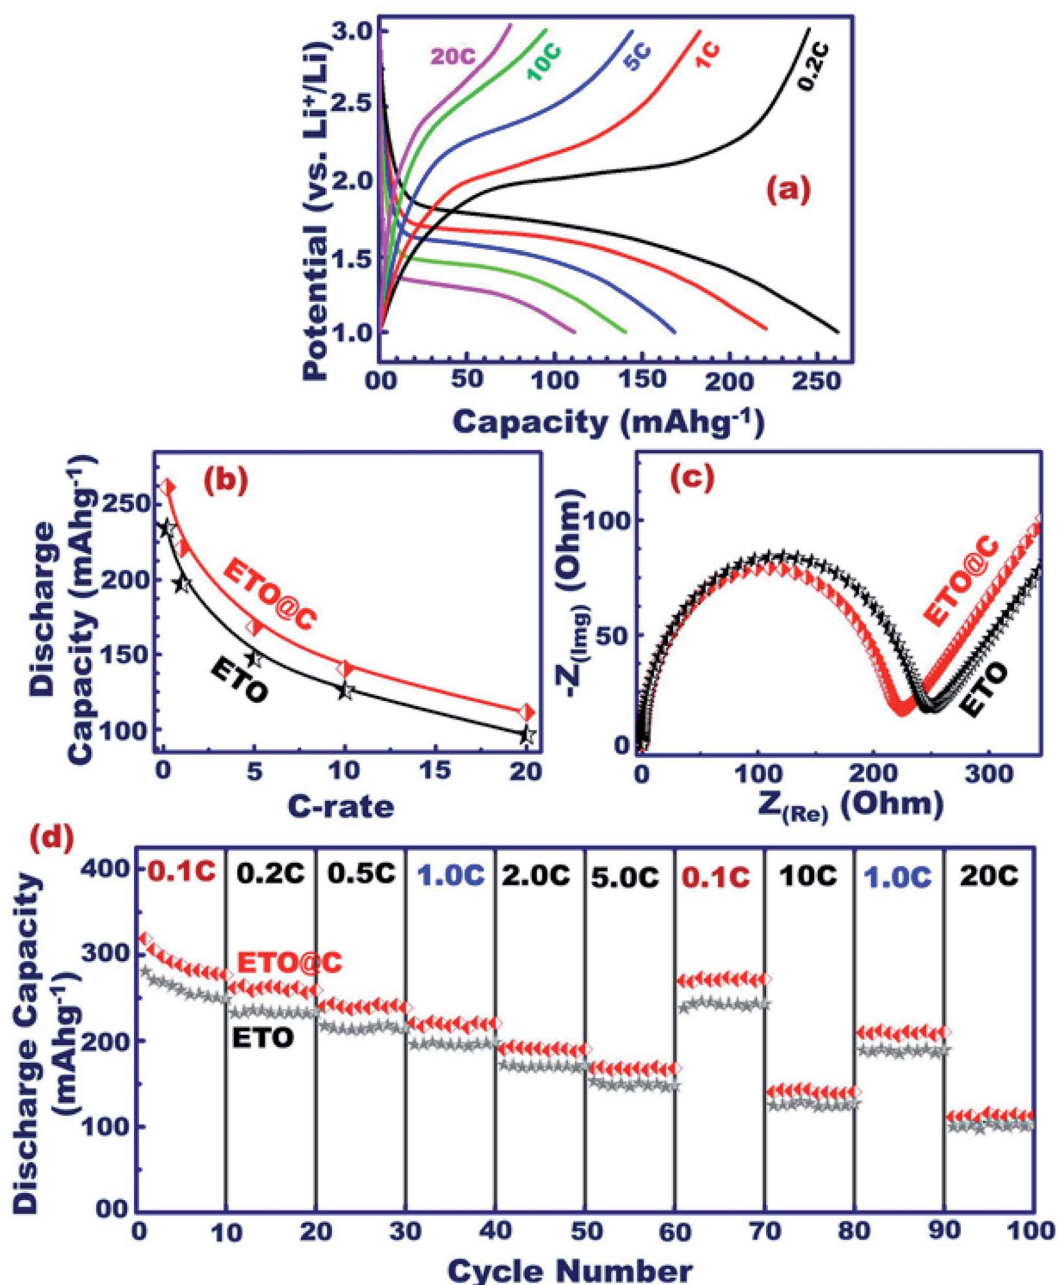 3.0
2.5
2.0
1.5
1.0
Potential (vs. Li⁺/Li)
20C
10C
5C
1C
0.2C
(a)
00 50 100 150 200 250
Capacity (mAhg⁻¹)
250
200
150
100
Discharge
Capacity (mAhg⁻¹)
(b)
ETO@C
ETO
0 5 10 15 20
C-rate
100
50
0
-Z(Img) (Ohm)
(c)
ETO@C
ETO
0 100 200 300
Z(Re) (Ohm)
(d)
400
300
200
100
00
Discharge Capacity
(mAhg⁻¹)
0.1C 0.2C 0.5C 1.0C 2.0C 5.0C 0.1C 10C 1.0C 20C
ETO@C
ETO
0 10 20 30 40 50 60 70 80 90 100
Cycle Number